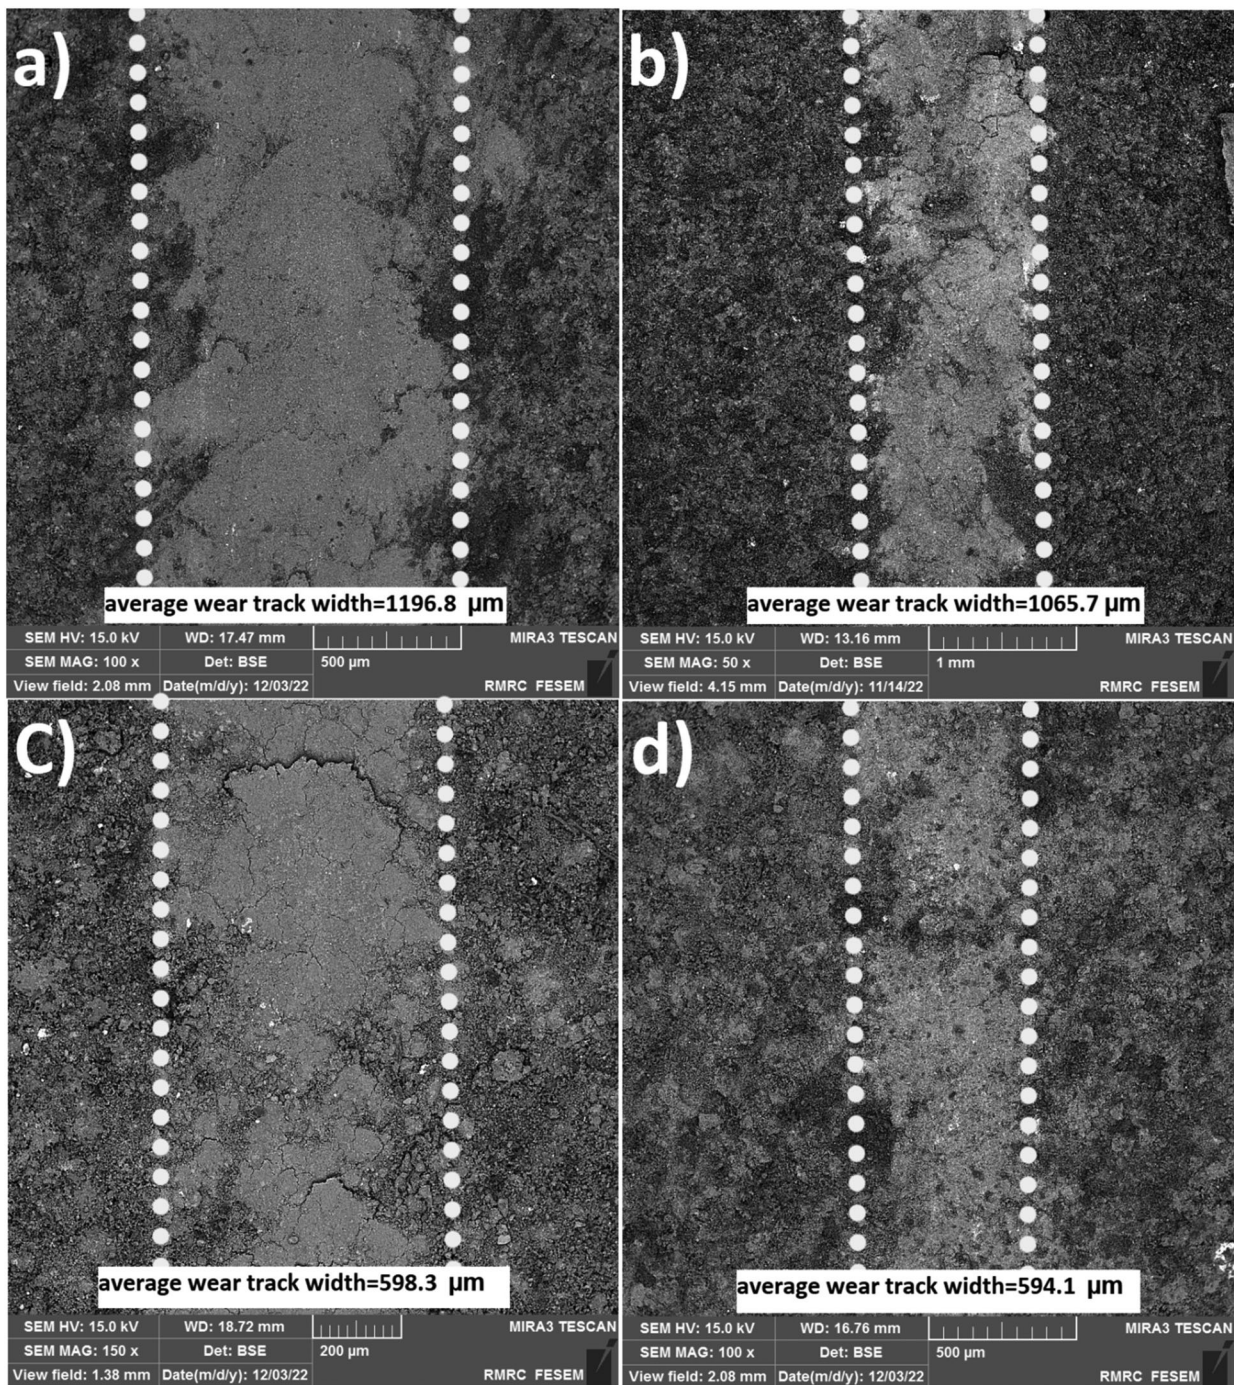 a)
average wear track width=1196.8 µm
SEM HV: 15.0 kV WD: 17.47 mm MIRA3 TESCAN
SEM MAG: 100 x Det: BSE 500 µm
View field: 2.08 mm Date(m/d/y): 12/03/22 RMRC FESEM
b)
average wear track width=1065.7 µm
SEM HV: 15.0 kV WD: 13.16 mm MIRA3 TESCAN
SEM MAG: 50 x Det: BSE 1 mm
View field: 4.15 mm Date(m/d/y): 11/14/22 RMRC FESEM
C)
average wear track width=598.3 µm
SEM HV: 15.0 kV WD: 18.72 mm MIRA3 TESCAN
SEM MAG: 150 x Det: BSE 200 µm
View field: 1.38 mm Date(m/d/y): 12/03/22 RMRC FESEM
d)
average wear track width=594.1 µm
SEM HV: 15.0 kV WD: 16.76 mm MIRA3 TESCAN
SEM MAG: 100 x Det: BSE 500 µm
View field: 2.08 mm Date(m/d/y): 12/03/22 RMRC FESEM